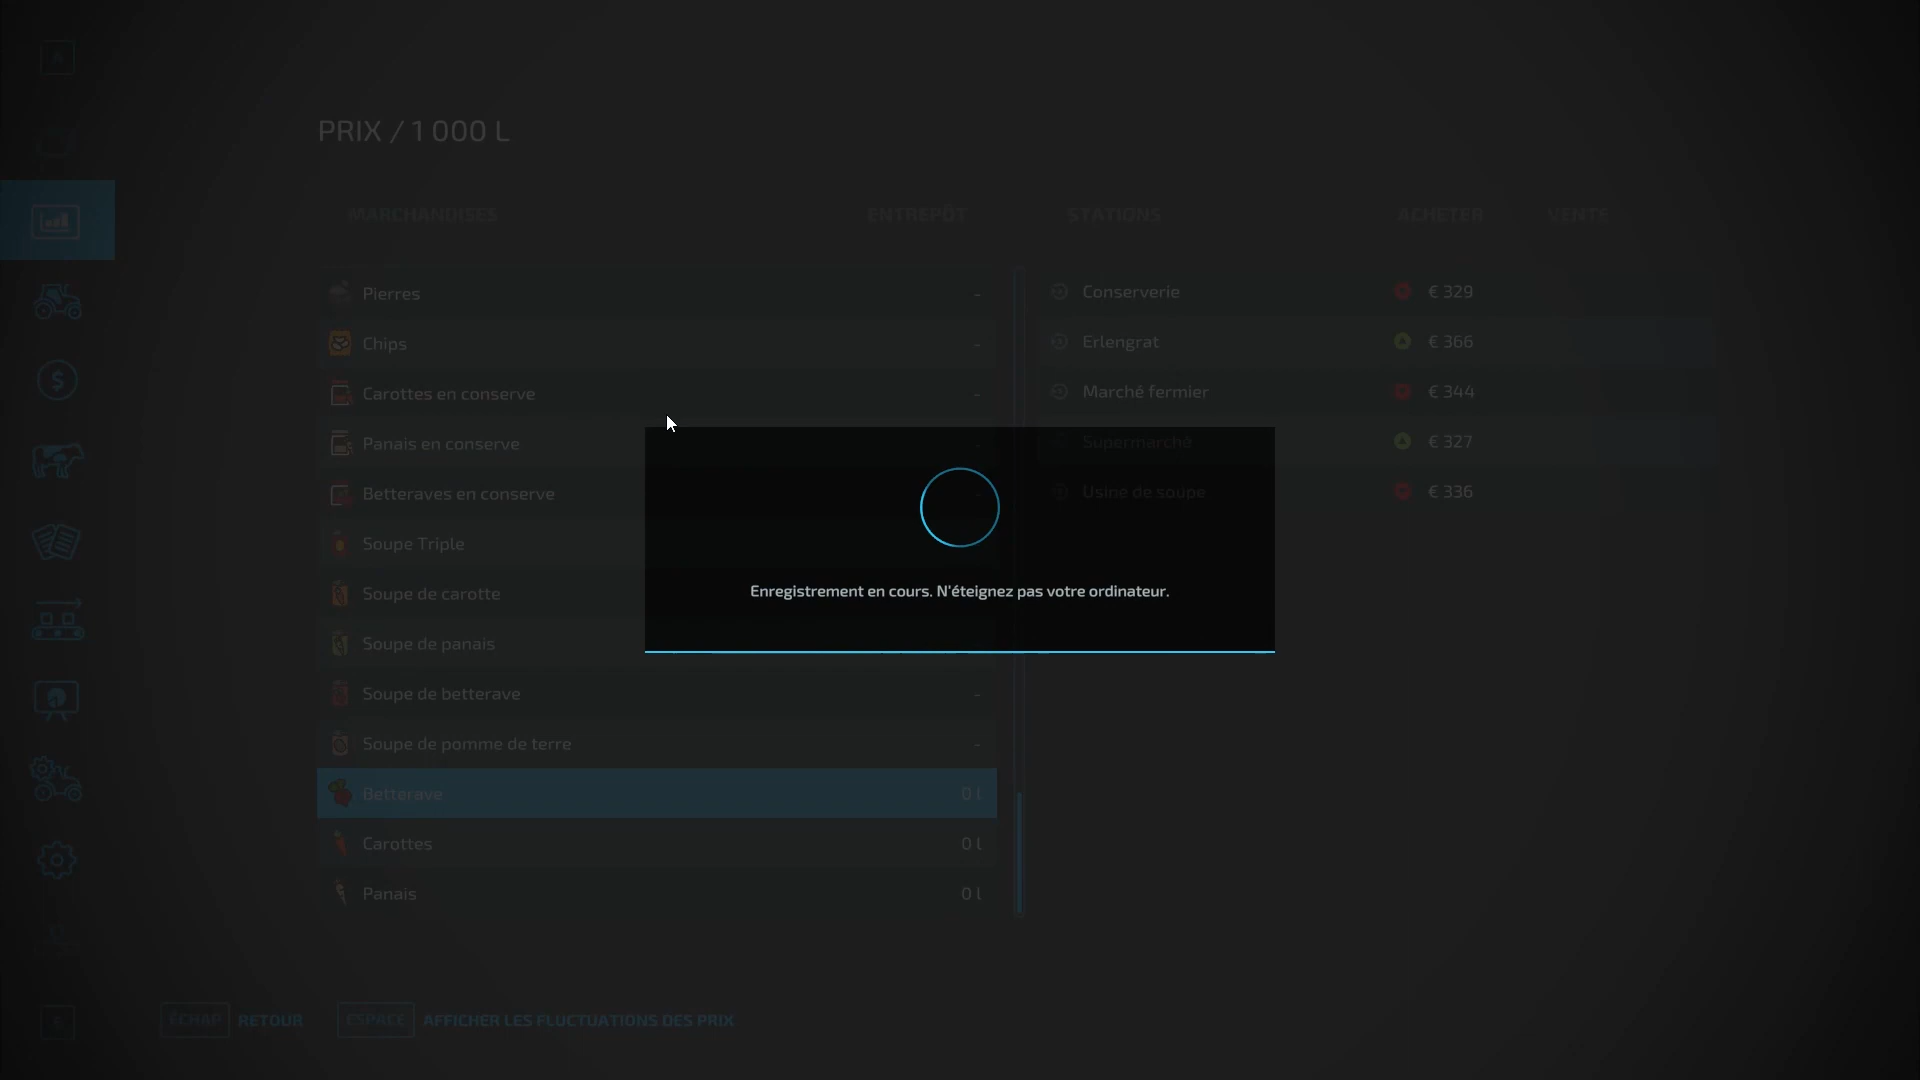 PRIX / 1 000 L
MARCHANDISES ENTREPÔT STATIONS ACHETER VENTE
Pierres - Conserverie € 329
Chips - Erlengrat € 366
Carottes en conserve - Marché fermier € 344
Panais en conserve - Supermarché € 327
Betteraves en conserve - Usine de soupe € 336
Soupe Triple
Soupe de carotte
Enregistrement en cours. N'éteignez pas votre ordinateur.
Soupe de panais
Soupe de betterave -
Soupe de pomme de terre -
Betterave 0 l
Carottes 0 l
Panais 0 l
ÉCHAP RETOUR ESPACE AFFICHER LES FLUCTUATIONS DES PRIX